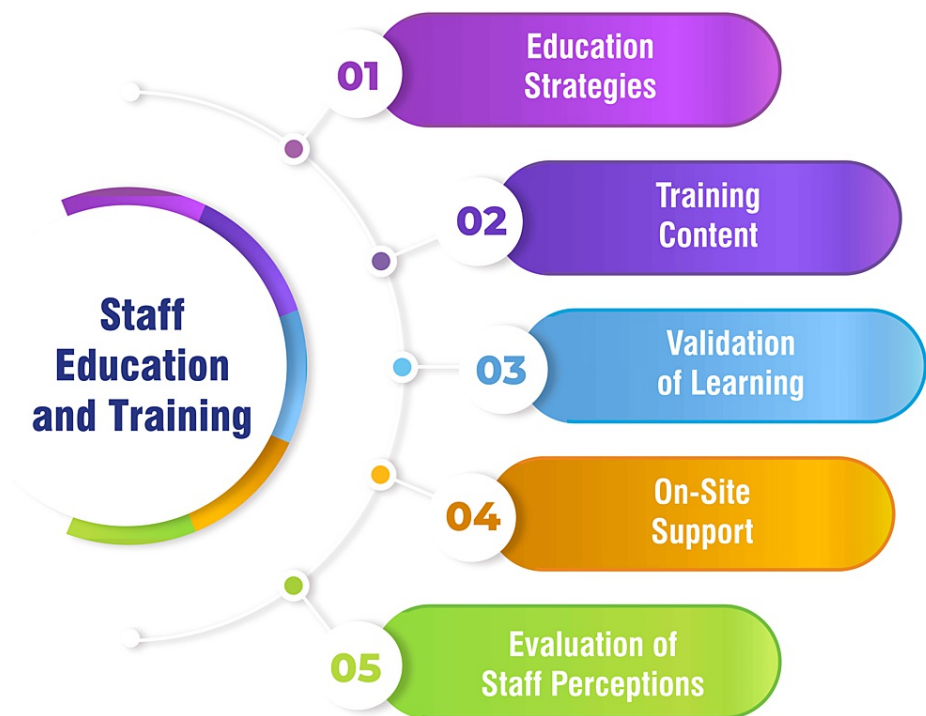 Staff
Education
and Training
01
Education
Strategies
02
Training
Content
03
Validation
of Learning
04
On-Site
Support
05
Evaluation of
Staff Perceptions